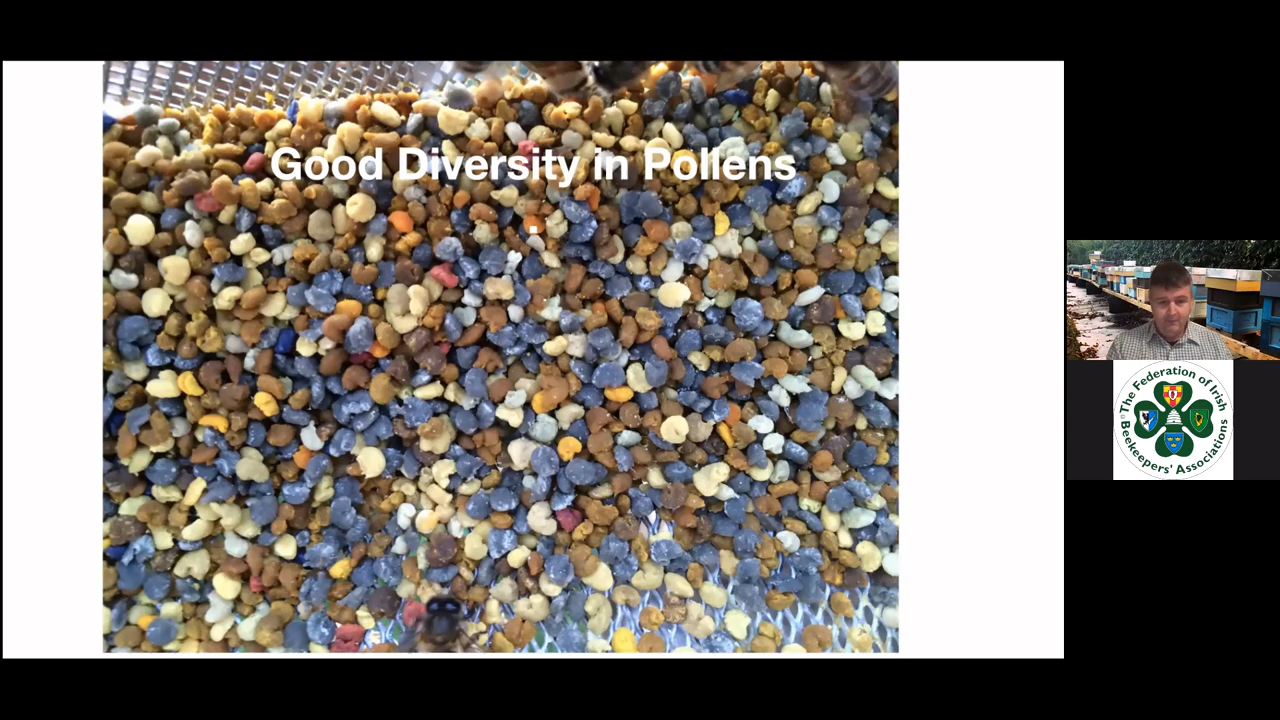 Good Diversity in Pollens
The Federation of Irish
Beekeepers' Associations